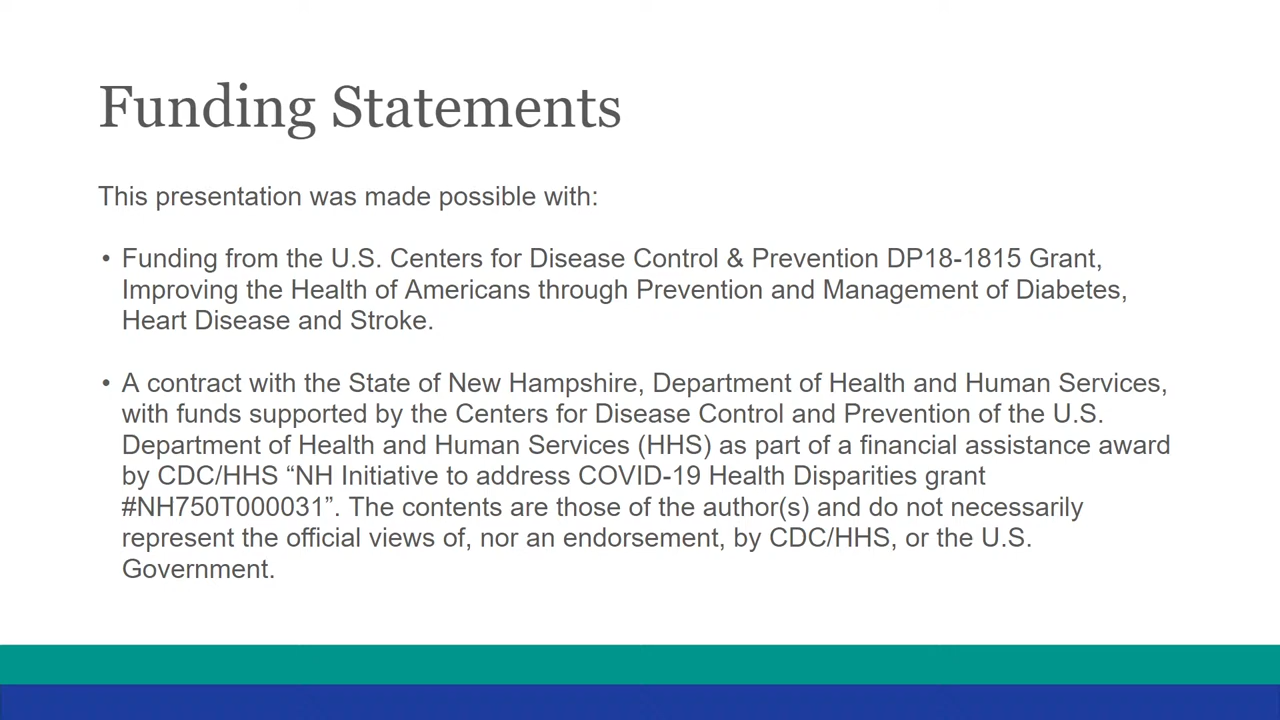 Funding Statements
This presentation was made possible with:
• Funding from the U.S. Centers for Disease Control & Prevention DP18-1815 Grant,
Improving the Health of Americans through Prevention and Management of Diabetes,
Heart Disease and Stroke.
• A contract with the State of New Hampshire, Department of Health and Human Services,
with funds supported by the Centers for Disease Control and Prevention of the U.S.
Department of Health and Human Services (HHS) as part of a financial assistance award
by CDC/HHS “NH Initiative to address COVID-19 Health Disparities grant
#NH750T000031”. The contents are those of the author(s) and do not necessarily
represent the official views of, nor an endorsement, by CDC/HHS, or the U.S.
Government.